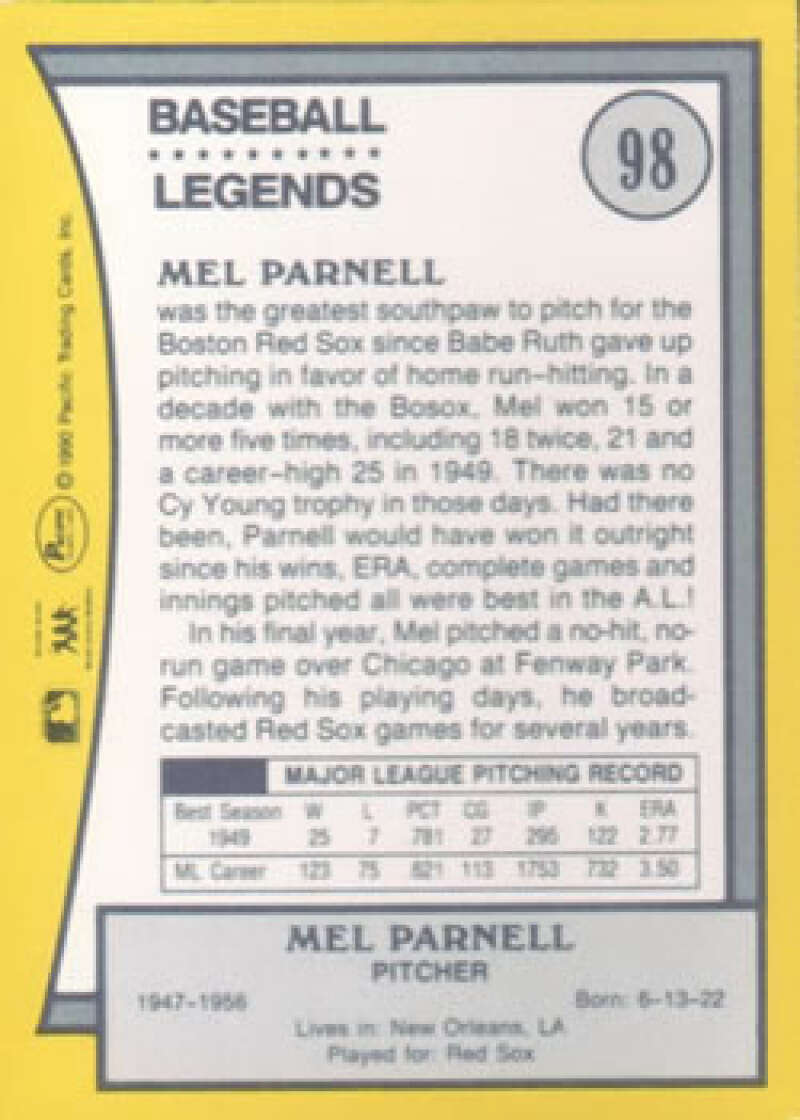 BASEBALL
LEGENDS
98
MEL PARNELL
was the greatest southpaw to pitch for the
Boston Red Sox since Babe Ruth gave up
pitching in favor of home run-hitting. In a
decade with the Bosox, Mel won 15 or
more five times, including 18 twice, 21 and
a career-high 25 in 1949. There was no
Cy Young trophy in those days. Had there
been, Parnell would have won it outright
since his wins, ERA, complete games and
innings pitched all were best in the A.L.!
In his final year, Mel pitched a no-hit, no-
run game over Chicago at Fenway Park.
Following his playing days, he broad-
casted Red Sox games for several years.
MAJOR LEAGUE PITCHING RECORD
Best Season W L PCT CG IP K ERA
1949 25 7 .781 27 295 122 2.77
ML Career 123 75 .621 113 1753 732 3.50
MEL PARNELL
PITCHER
1947-1956 Born: 6-13-22
Lives in: New Orleans, LA
Played for: Red Sox
Pacific © 1990 Pacific Trading Cards, Inc.